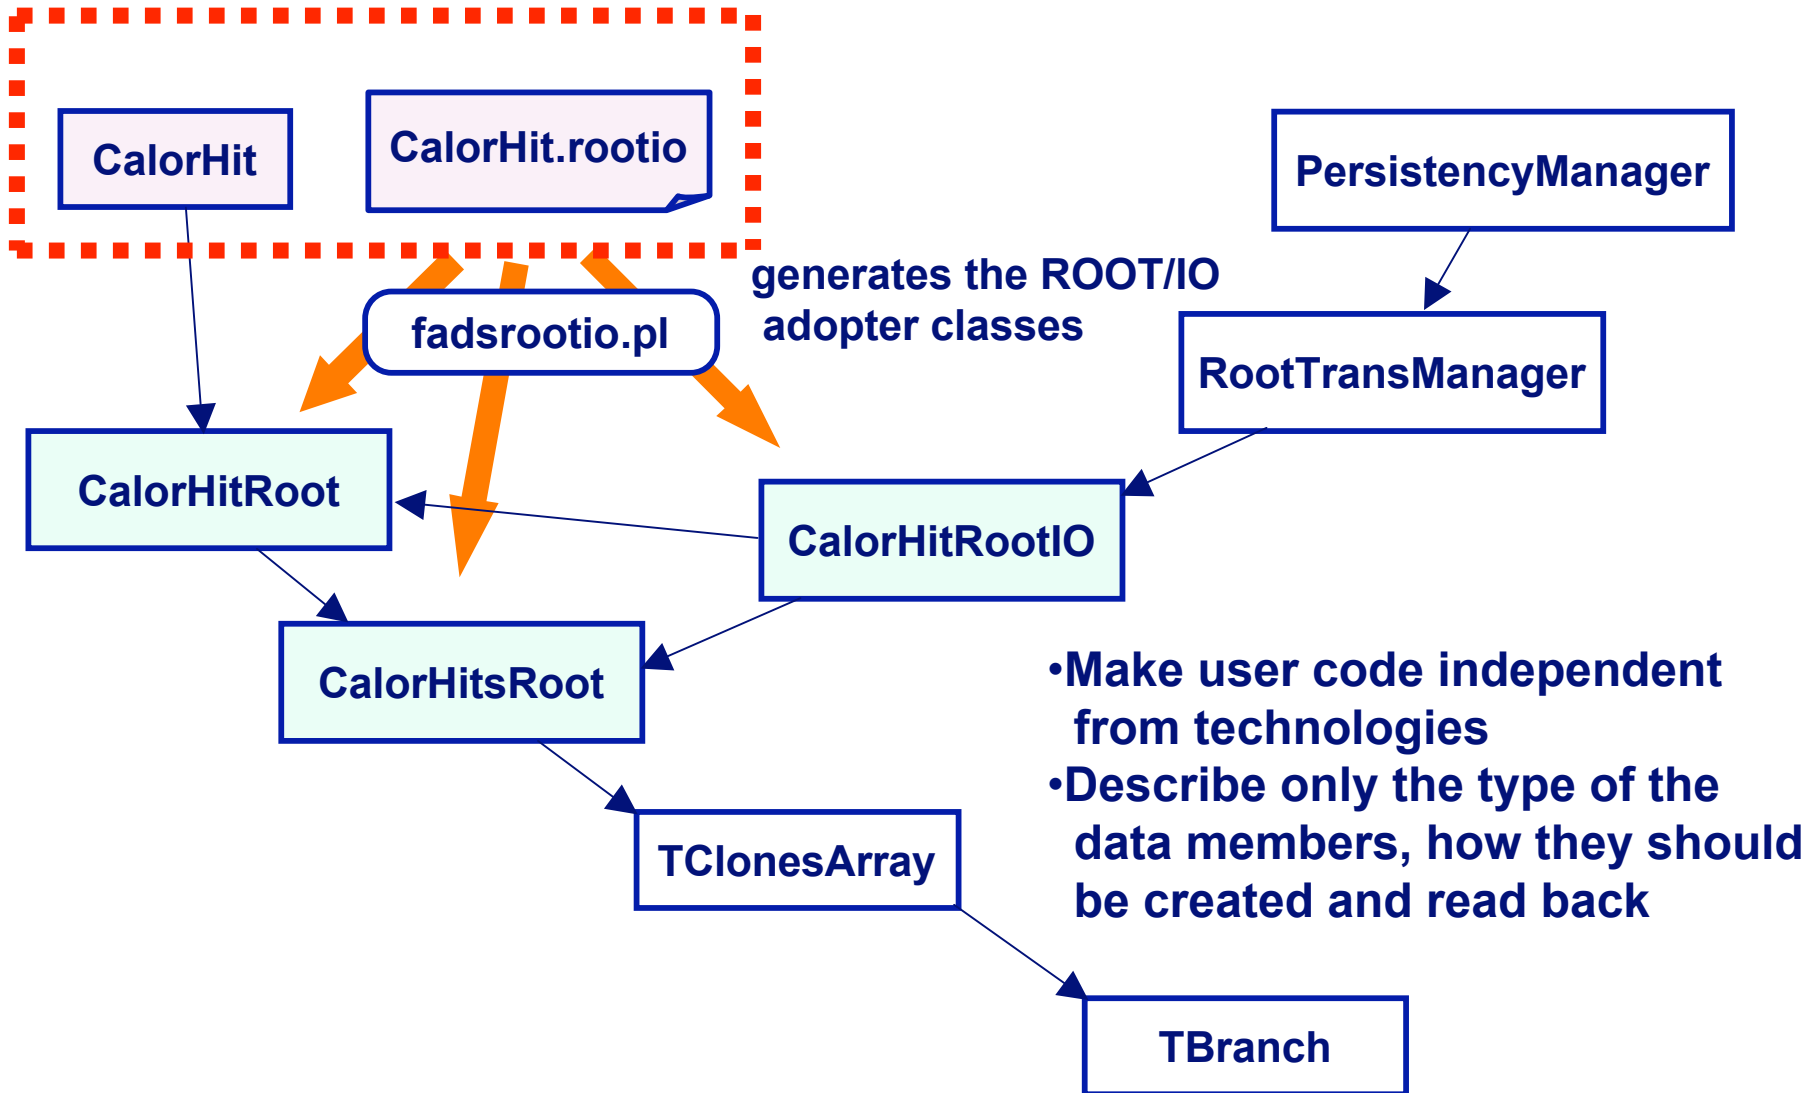 CalorHit
CalorHit.rootio
PersistencyManager
generates the ROOT/IO
adopter classes
fadsrootio.pl
RootTransManager
CalorHitRoot
CalorHitRootIO
CalorHitsRoot
•Make user code independent
from technologies
•Describe only the type of the
data members, how they should
be created and read back
TClonesArray
TBranch